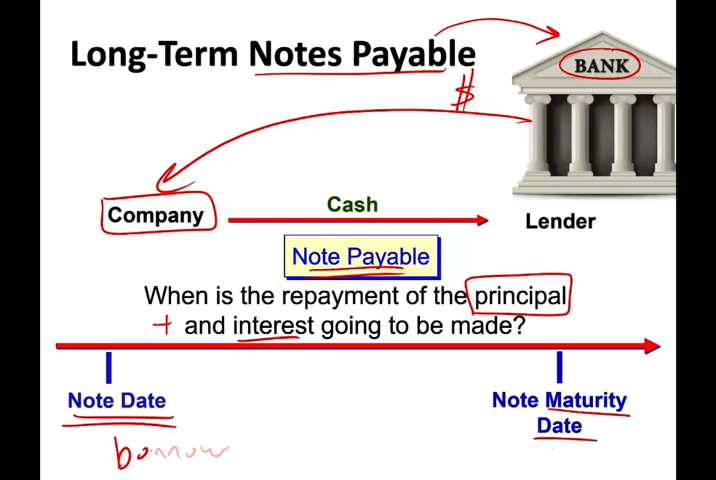 Long-Term Notes Payable
BANK
$
Company
Cash
Lender
Note Payable
When is the repayment of the principal
+ and interest going to be made?
Note Date
Note Maturity
Date
borrow